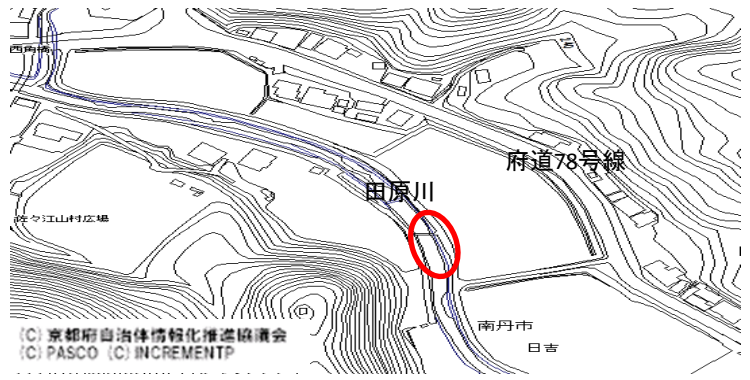 西角橋
府道78号線
田原川
佐々江山村広場
南丹市
日吉
(C) 京都府自治体情報化推進協議会
(C) PASCO (C) INCREMENTP